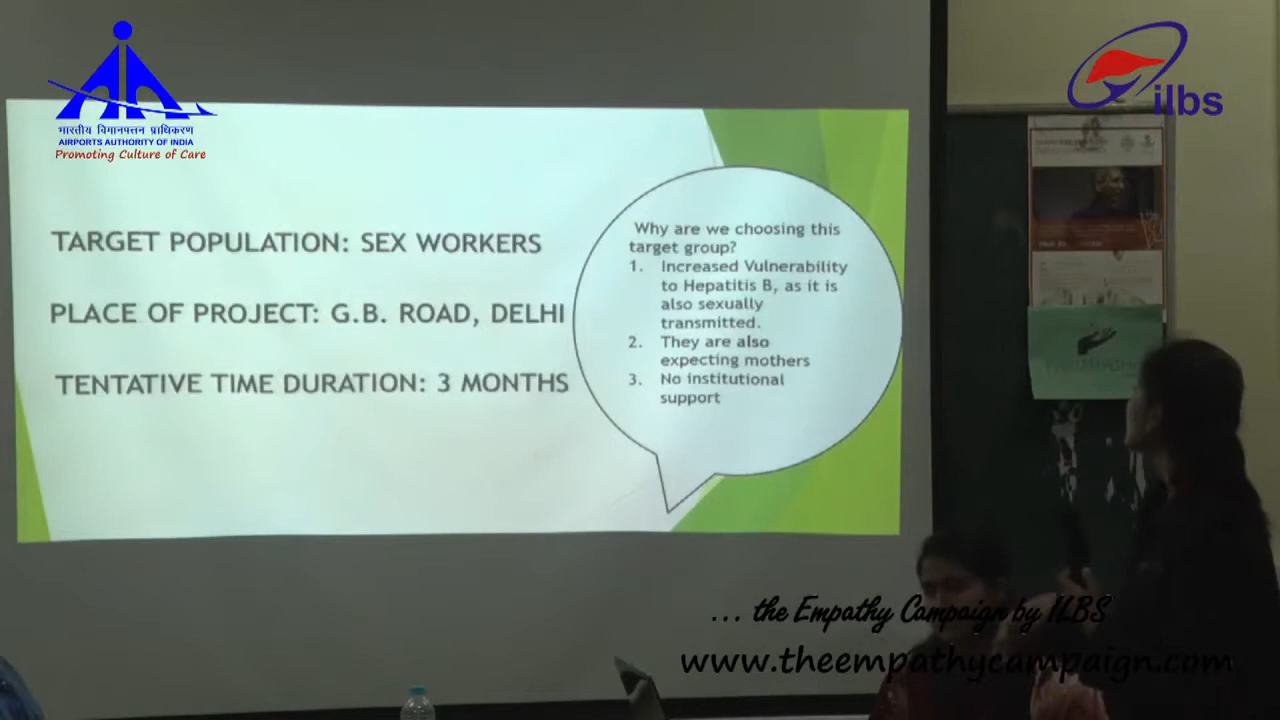 भारतीय विमानपत्तन प्राधिकरण
AIRPORTS AUTHORITY OF INDIA
Promoting Culture of Care
ilbs
TARGET POPULATION: SEX WORKERS
PLACE OF PROJECT: G.B. ROAD, DELHI
TENTATIVE TIME DURATION: 3 MONTHS
Why are we choosing this
target group?
1. Increased Vulnerability
to Hepatitis B, as it is
also sexually
transmitted.
2. They are also
expecting mothers
3. No institutional
support
... the Empathy Campaign by ILBS
www.theempathycampaign.com